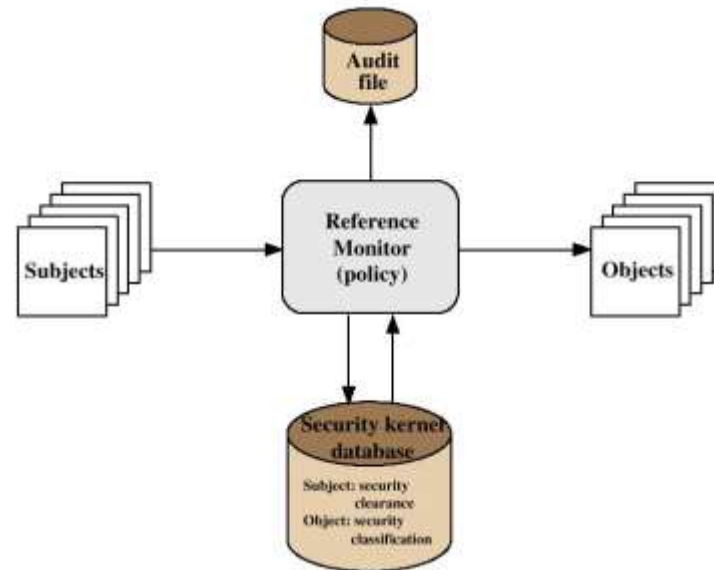 Audit
file
Reference
Monitor
(policy)
Subjects
Objects
Security kernel
database
Subject: security
clearance
Object: security
classification